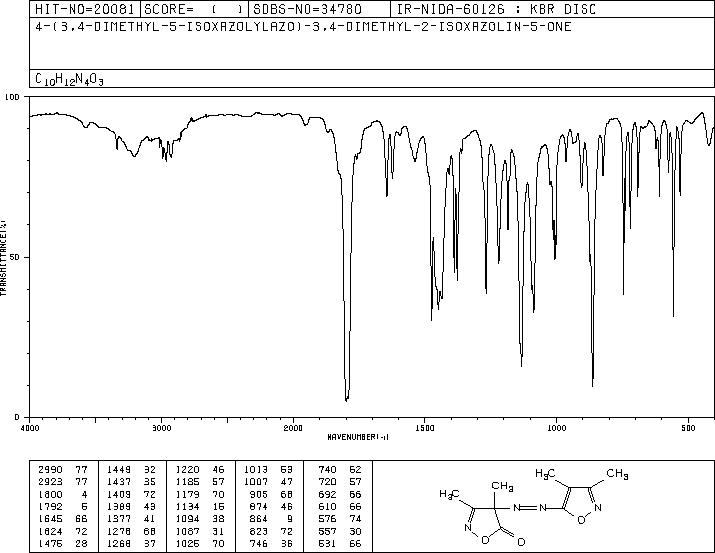 HIT-NO=20081 SCORE= ( ) SDBS-NO=34780 IR-NIDA-60126 : KBR DISC
4-(3,4-DIMETHYL-5-ISOXAZOLYLAZO)-3,4-DIMETHYL-2-ISOXAZOLIN-5-ONE
C10H12N4O3
100
TRANSMITTANCE(%)
50
0
4000 3000 2000 1500 1000 500
WAVENUMBER(-1)
2990 77 1449 32 1220 46 1013 53 740 62
2923 77 1437 35 1185 57 1007 47 720 57
1800 4 1409 72 1179 70 905 68 692 66
1792 5 1389 43 1134 15 874 46 610 66
1645 66 1377 41 1094 38 864 9 576 74
1624 72 1278 68 1087 31 823 72 557 30
1475 28 1268 37 1025 70 746 36 531 66
H3C CH3 H3C CH3
N N N N
O O O